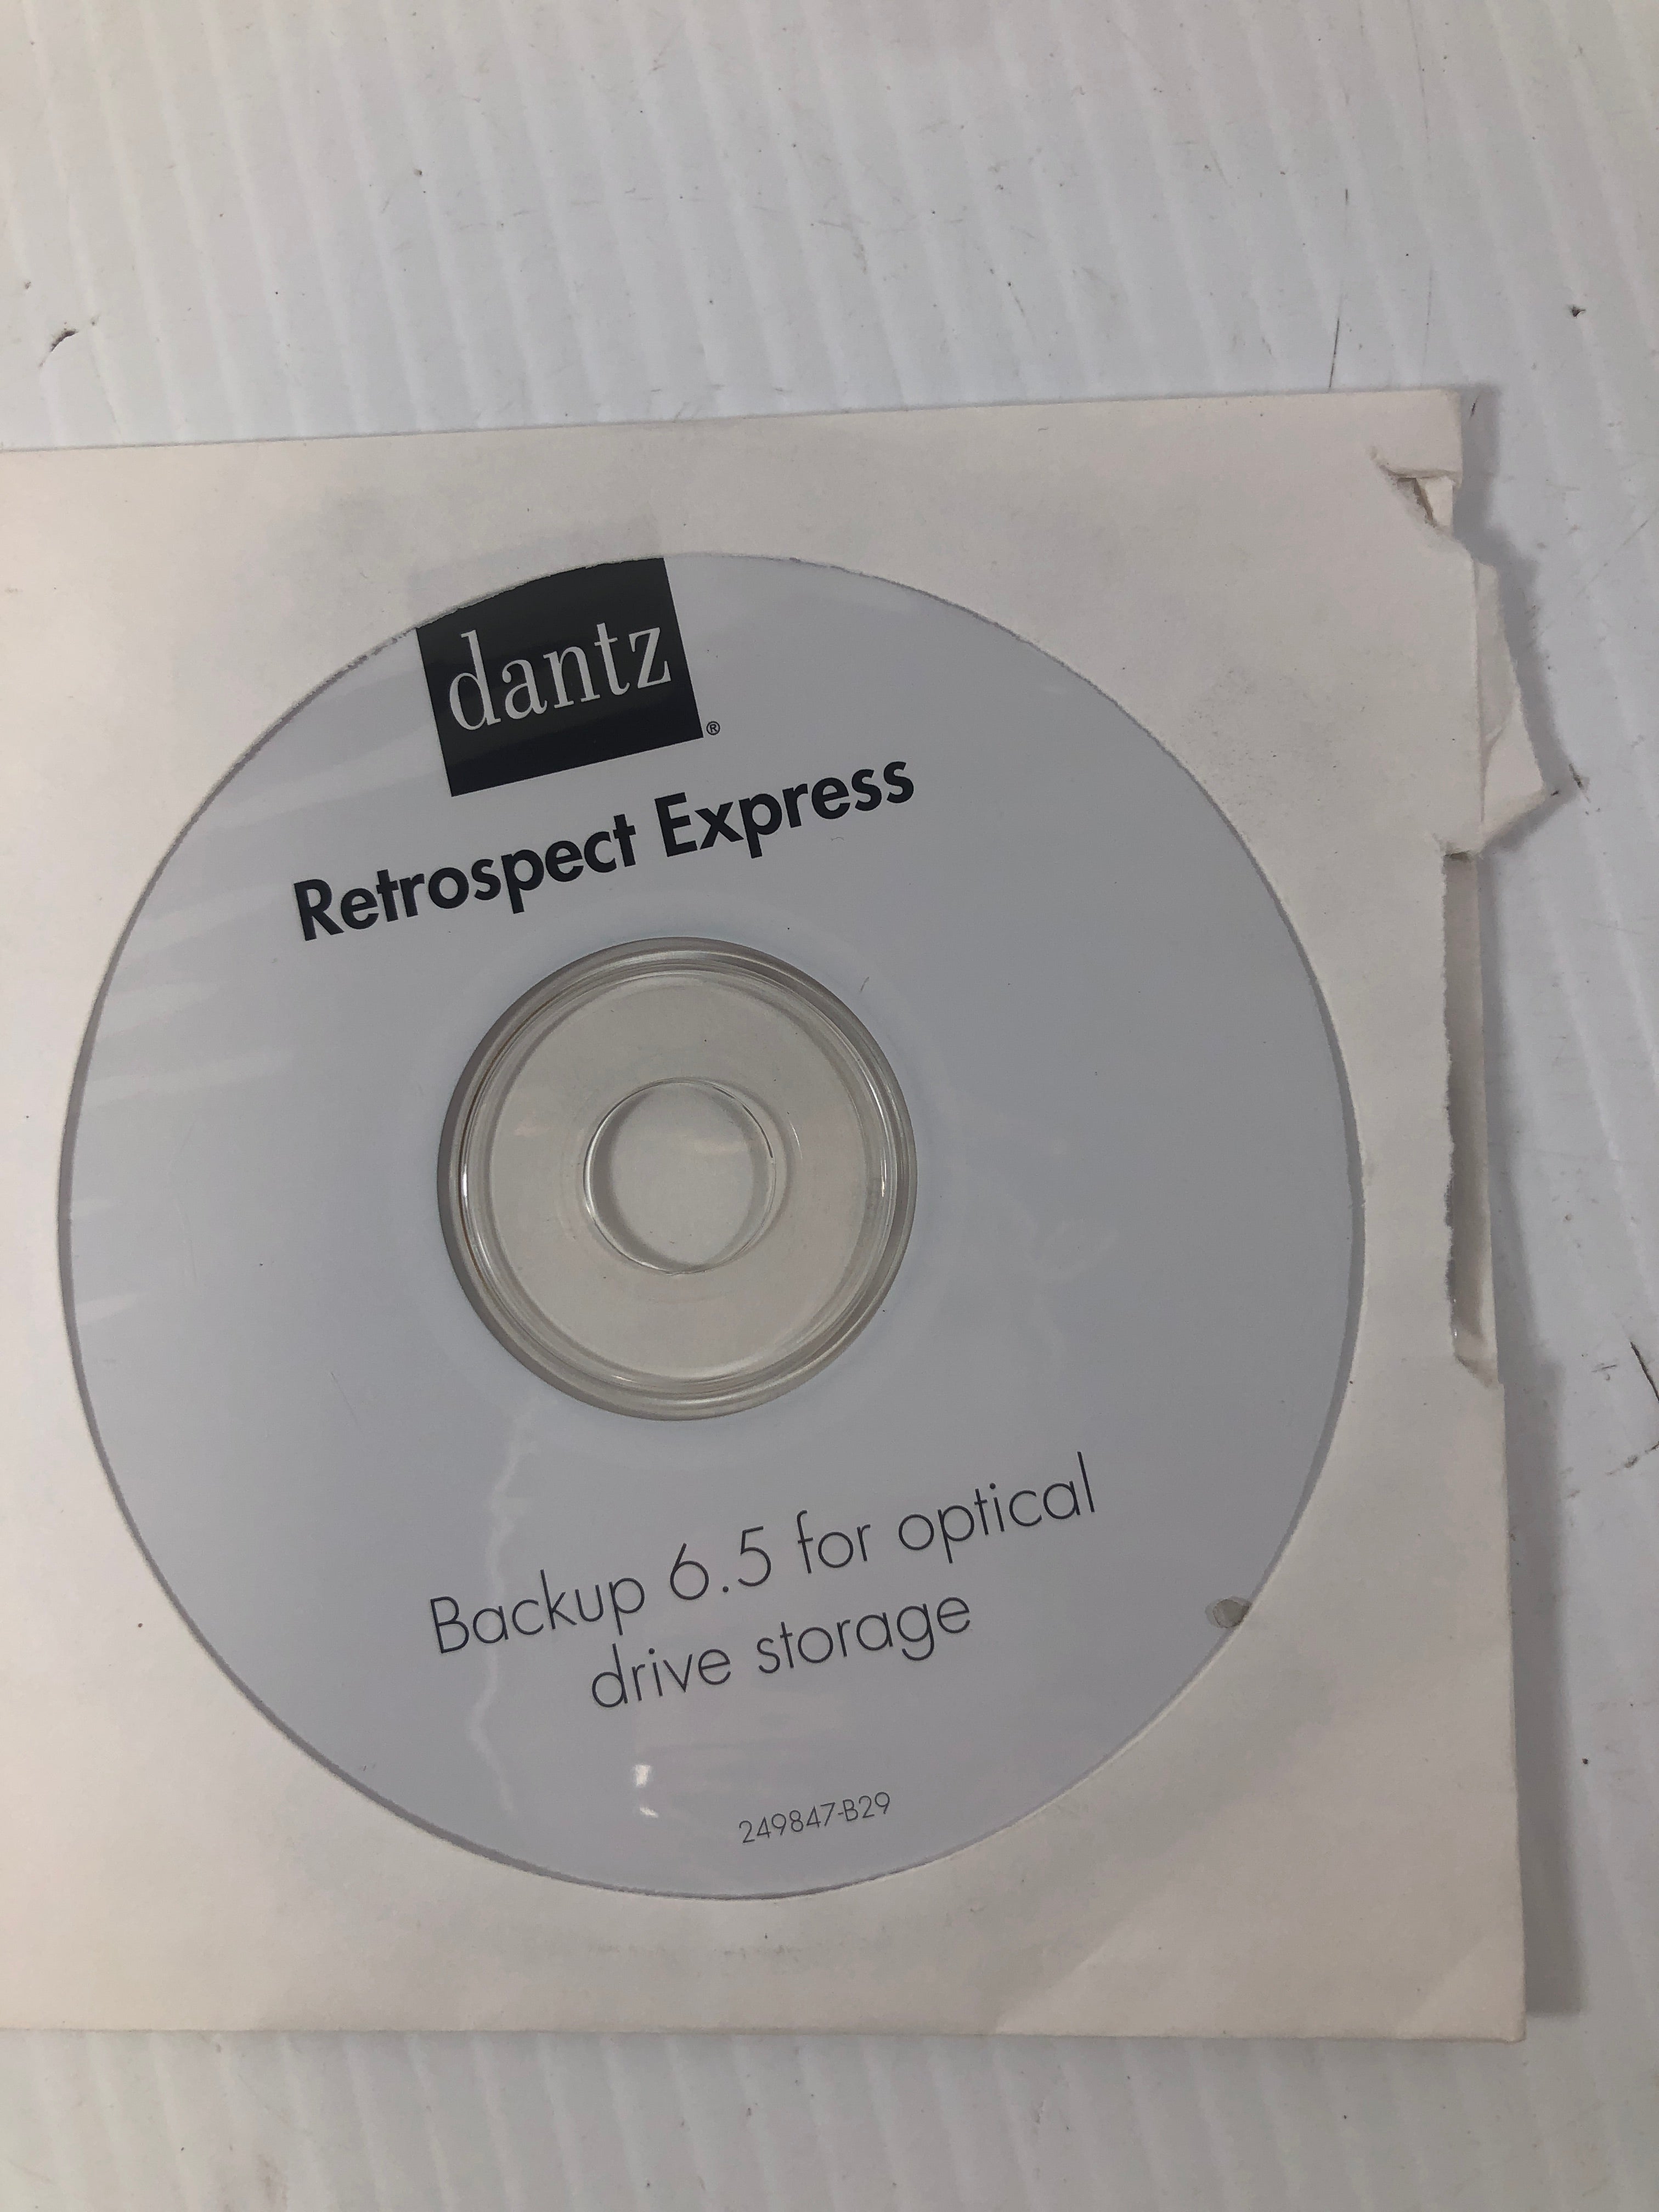 dantz®
Retrospect Express
Backup 6.5 for optical
drive storage
249847-B29